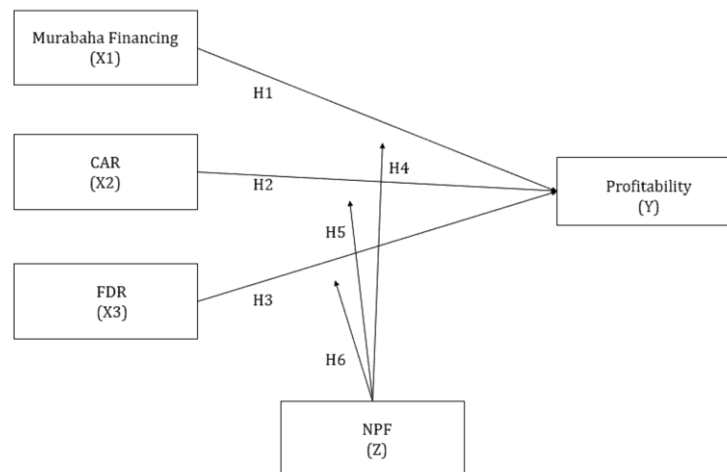 Murabaha Financing
(X1)
H1
CAR
(X2)
H2
H4
Profitability
(Y)
H5
FDR
(X3)
H3
H6
NPF
(Z)